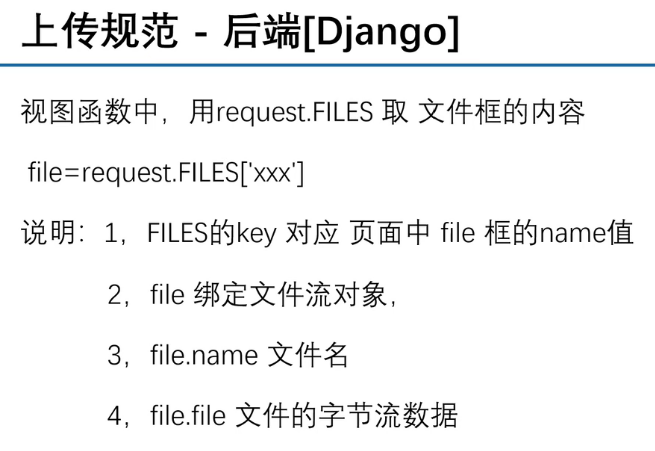 上传规范 - 后端[Django]
视图函数中，用request.FILES 取 文件框的内容
file=request.FILES['xxx']
说明：1，FILES的key 对应 页面中 file 框的name值
2，file 绑定文件流对象，
3，file.name 文件名
4，file.file 文件的字节流数据